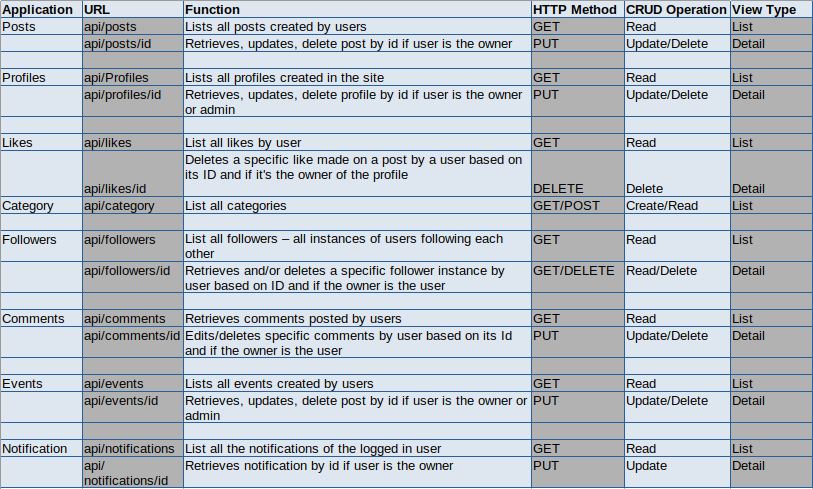 Application URL Function HTTP Method CRUD Operation View Type
Posts api/posts Lists all posts created by users GET Read List
api/posts/id Retrieves, updates, delete post by id if user is the owner PUT Update/Delete Detail
Profiles api/Profiles Lists all profiles created in the site GET Read List
api/profiles/id Retrieves, updates, delete profile by id if user is the owner PUT Update/Delete Detail
or admin
Likes api/likes List all likes by user GET Read List
Deletes a specific like made on a post by a user based on
its ID and if it's the owner of the profile
api/likes/id DELETE Delete Detail
Category api/category List all categories GET/POST Create/Read List
Followers api/followers List all followers – all instances of users following each GET Read List
other
api/followers/id Retrieves and/or deletes a specific follower instance by GET/DELETE Read/Delete Detail
user based on ID and if the owner is the user
Comments api/comments Retrieves comments posted by users GET Read List
api/comments/id Edits/deletes specific comments by user based on its Id PUT Update/Delete Detail
and if the owner is the user
Events api/events Lists all events created by users GET Read List
api/events/id Retrieves, updates, delete post by id if user is the owner or PUT Update/Delete Detail
admin
Notification api/notifications List all the notifications of the logged in user GET Read List
api/ Retrieves notification by id if user is the owner PUT Update Detail
notifications/id